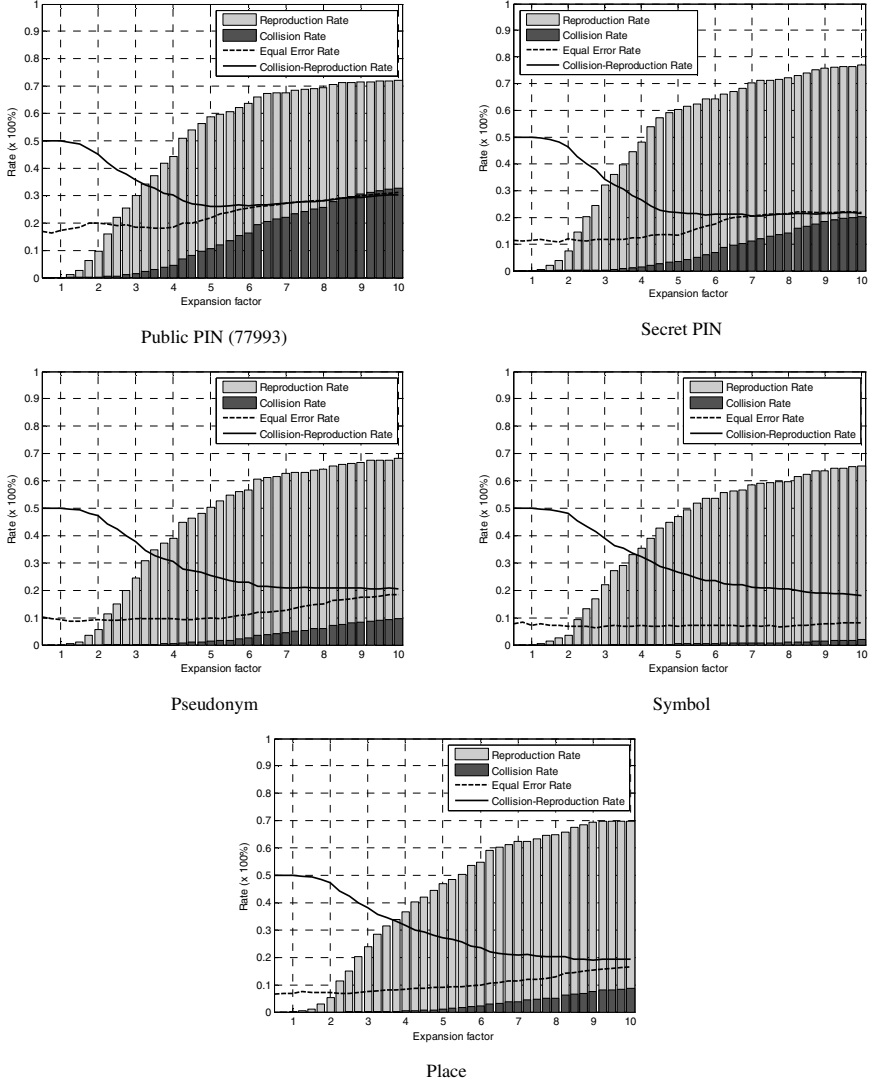 1
0.9
0.8
0.7
0.6
0.5
0.4
0.3
0.2
0.1
0
Rate (x 100%)
Reproduction Rate
Collision Rate
Equal Error Rate
Collision-Reproduction Rate
1 2 3 4 5 6 7 8 9 10
Expansion factor
Public PIN (77993)
1
0.9
0.8
0.7
0.6
0.5
0.4
0.3
0.2
0.1
0
Rate (x 100%)
Reproduction Rate
Collision Rate
Equal Error Rate
Collision-Reproduction Rate
1 2 3 4 5 6 7 8 9 10
Expansion factor
Secret PIN
1
0.9
0.8
0.7
0.6
0.5
0.4
0.3
0.2
0.1
0
Rate (x 100%)
Reproduction Rate
Collision Rate
Equal Error Rate
Collision-Reproduction Rate
1 2 3 4 5 6 7 8 9 10
Expansion factor
Pseudonym
1
0.9
0.8
0.7
0.6
0.5
0.4
0.3
0.2
0.1
0
Rate (x 100%)
Reproduction Rate
Collision Rate
Equal Error Rate
Collision-Reproduction Rate
1 2 3 4 5 6 7 8 9 10
Expansion factor
Symbol
1
0.9
0.8
0.7
0.6
0.5
0.4
0.3
0.2
0.1
0
Rate (x 100%)
Reproduction Rate
Collision Rate
Equal Error Rate
Collision-Reproduction Rate
1 2 3 4 5 6 7 8 9 10
Expansion factor
Place